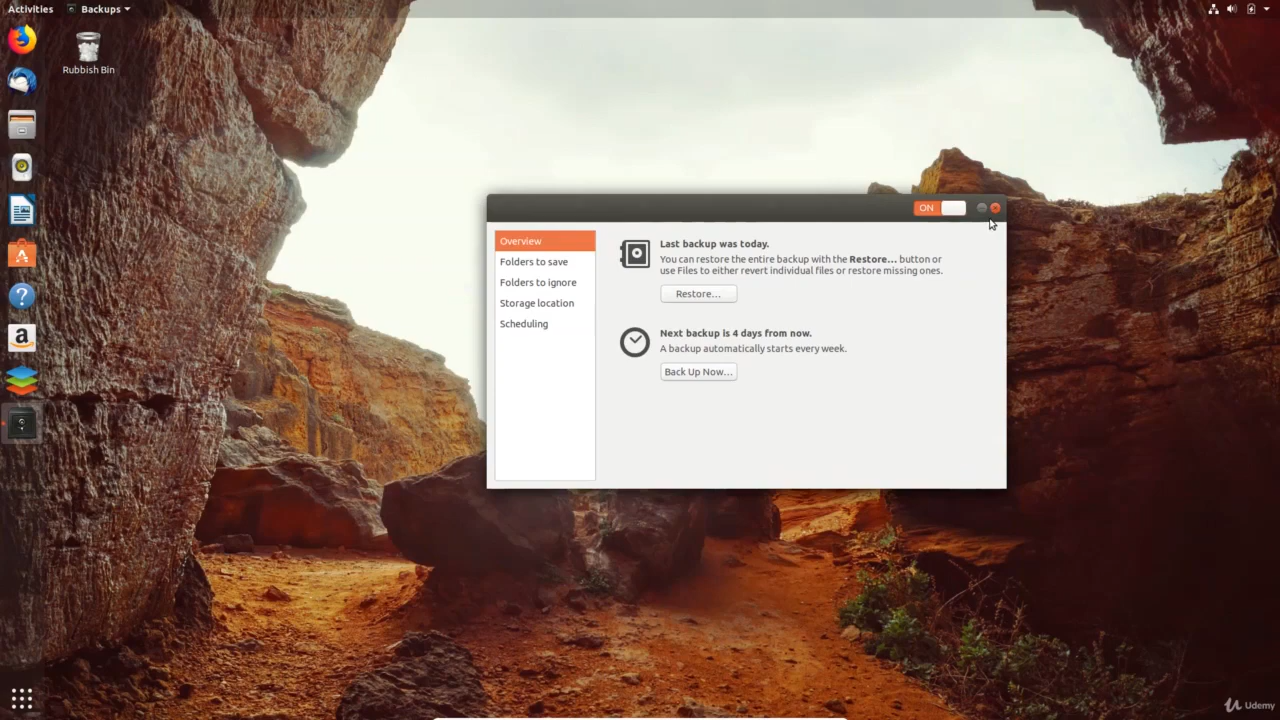 Activities
Backups
Rubbish Bin
ON
Overview
Folders to save
Folders to ignore
Storage location
Scheduling
Last backup was today.
You can restore the entire backup with the Restore... button or
use Files to either revert individual files or restore missing ones.
Restore...
Next backup is 4 days from now.
A backup automatically starts every week.
Back Up Now...
Udemy